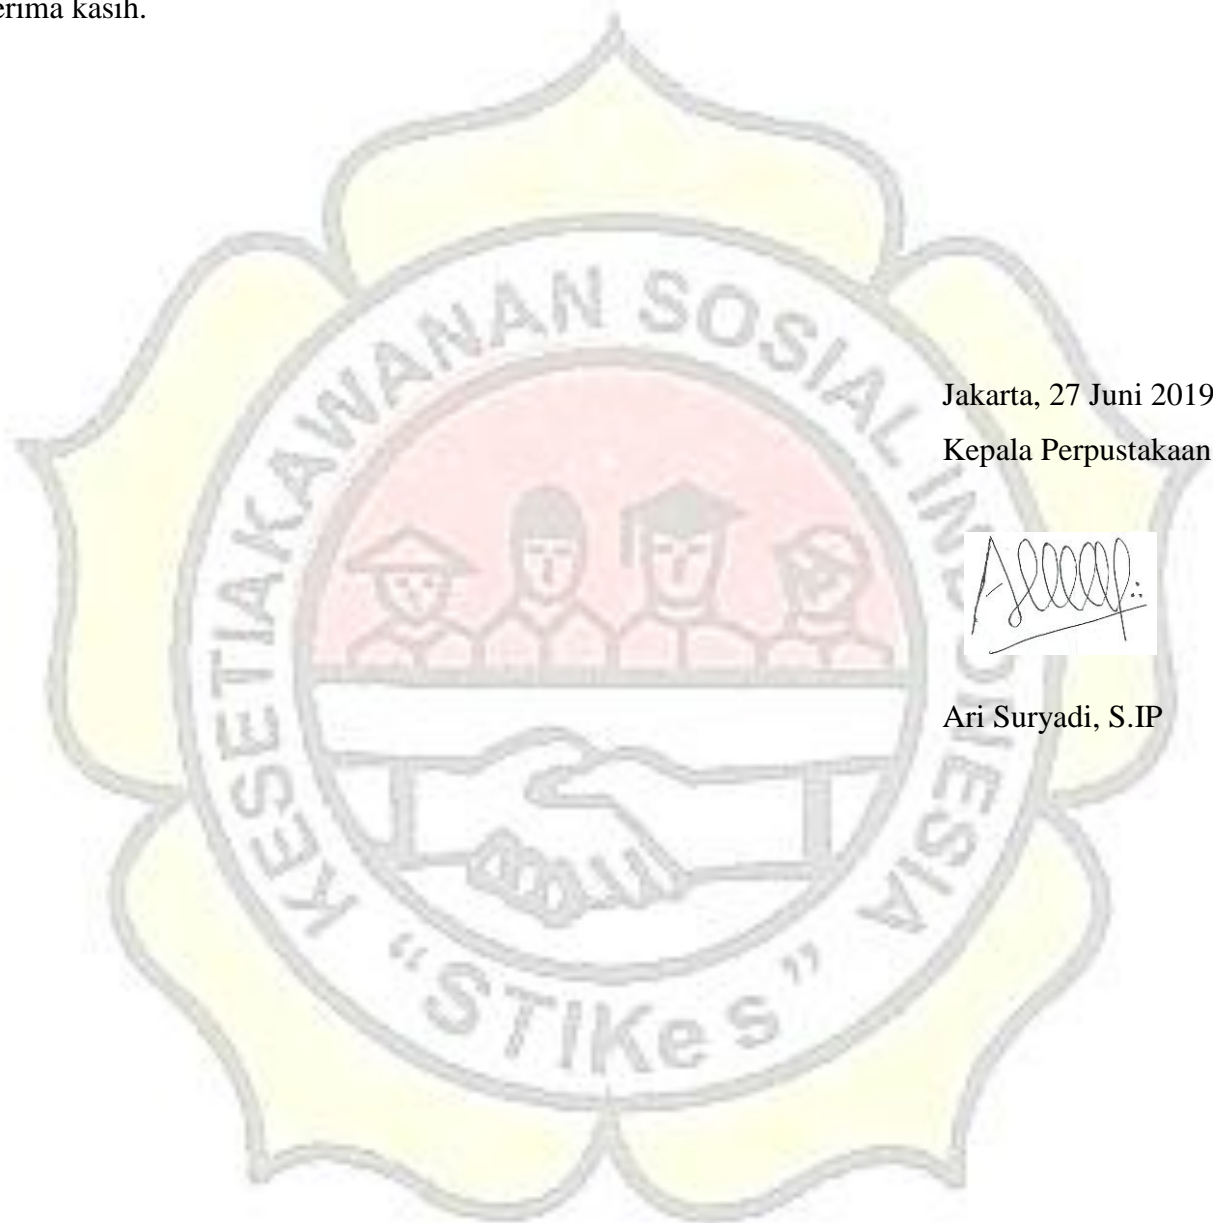 erima kasih.
KESETIAKAWANAN SOSIAL INDONESIA
"STIKeS"
Jakarta, 27 Juni 2019
Kepala Perpustakaan
Ari Suryadi, S.IP